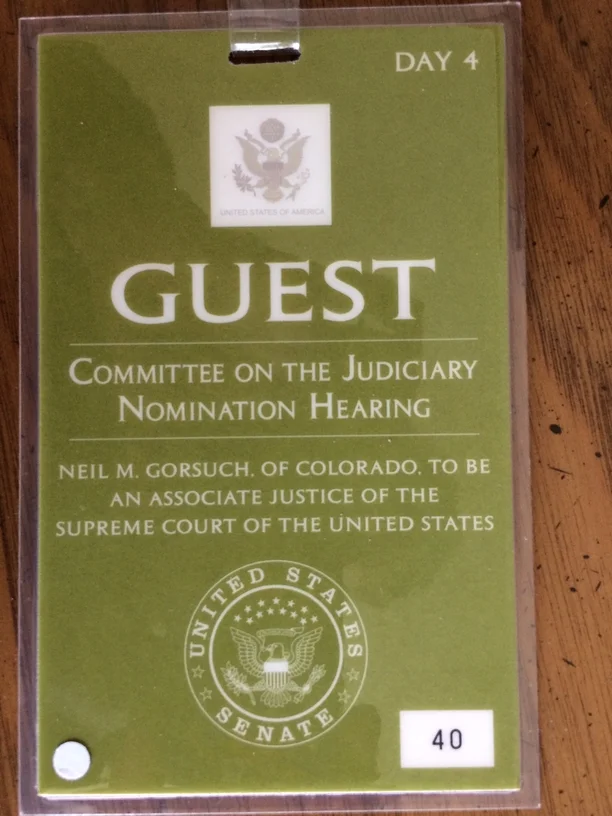 DAY 4
UNITED STATES OF AMERICA
GUEST
COMMITTEE ON THE JUDICIARY
NOMINATION HEARING
NEIL M. GORSUCH, OF COLORADO, TO BE
AN ASSOCIATE JUSTICE OF THE
SUPREME COURT OF THE UNITED STATES
UNITED STATES
SENATE
40